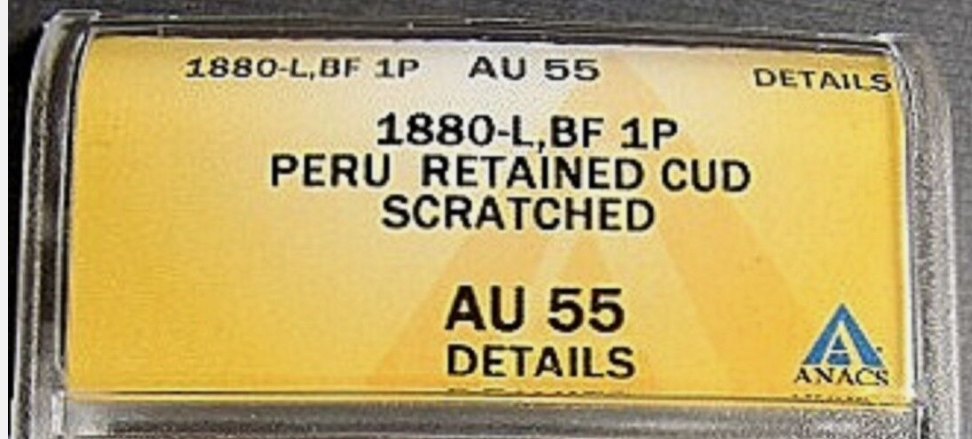 1880-L,BF 1P AU 55 DETAILS
1880-L,BF 1P
PERU RETAINED CUD
SCRATCHED
AU 55
DETAILS
ANACS